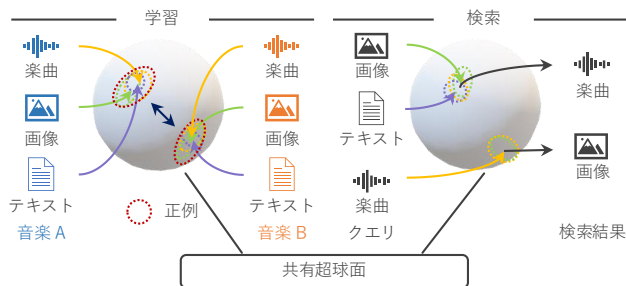 学習
検索
楽曲
画像
テキスト
音楽 A
正例
楽曲
画像
テキスト
音楽 B
画像
テキスト
楽曲
クエリ
楽曲
画像
検索結果
共有超球面